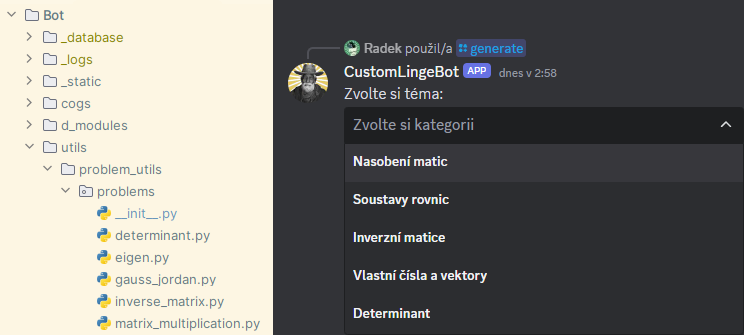 Bot
_database
_logs
_static
cogs
d_modules
utils
problem_utils
problems
__init__.py
determinant.py
eigen.py
gauss_jordan.py
inverse_matrix.py
matrix_multiplication.py
Radek použil/a generate
CustomLingeBot APP dnes v 2:58
Zvolte si téma:
Zvolte si kategorii
Nasobení matic
Soustavy rovnic
Inverzní matice
Vlastní čísla a vektory
Determinant